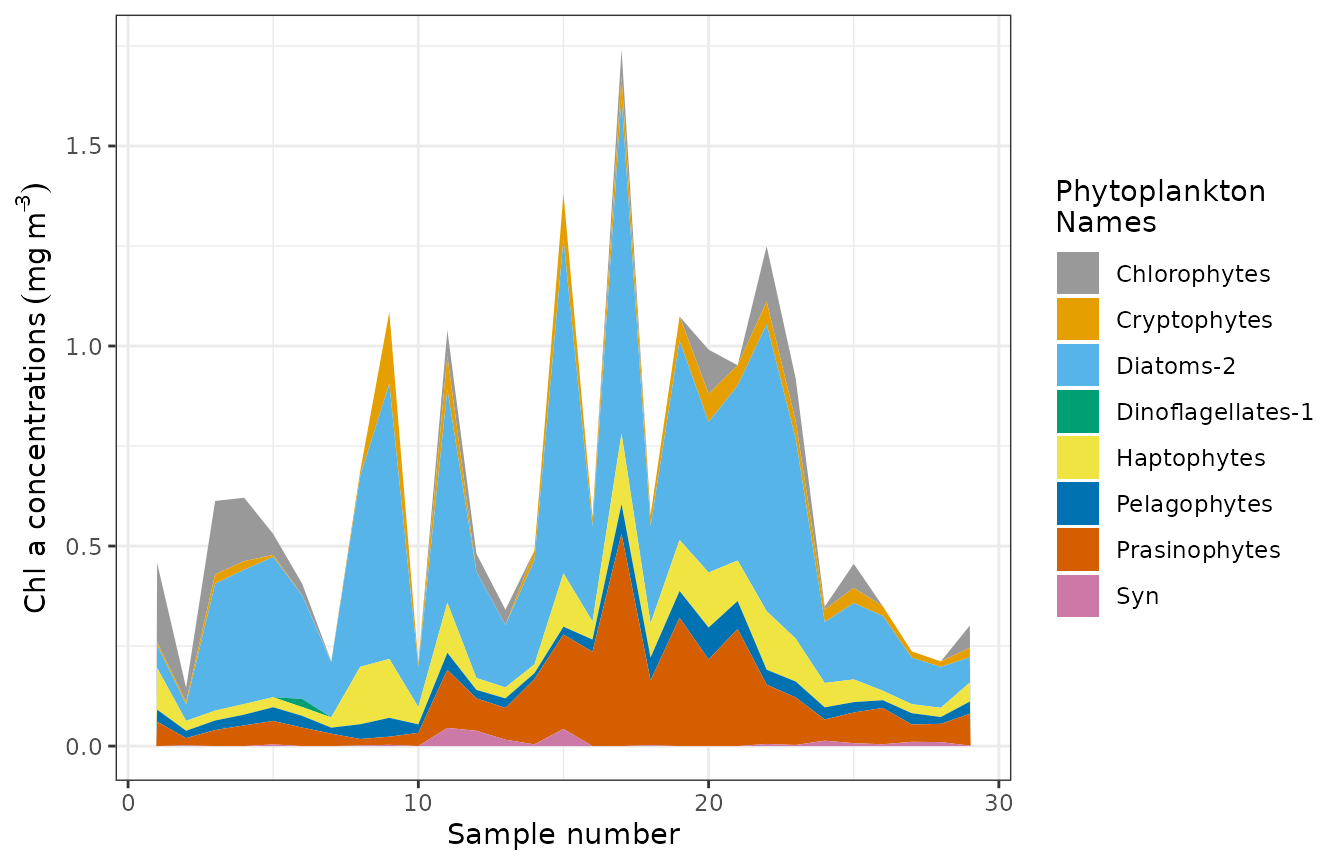 Chl a concentrations (mg m⁻³)
1.5
1.0
0.5
0.0
0
10
20
30
Sample number
Phytoplankton
Names
Chlorophytes
Cryptophytes
Diatoms-2
Dinoflagellates-1
Haptophytes
Pelagophytes
Prasinophytes
Syn